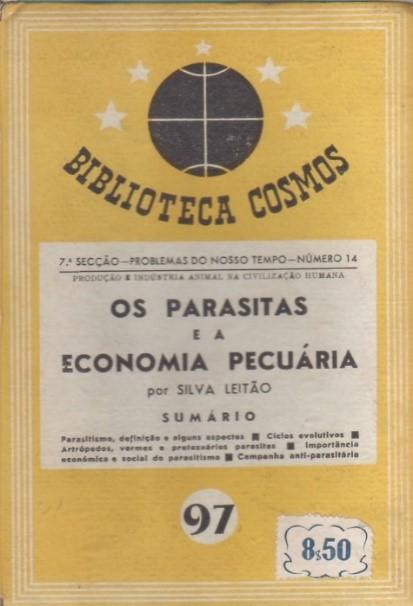 BIBLIOTECA COSMOS
7.ª SECÇÃO—PROBLEMAS DO NOSSO TEMPO—NÚMERO 14
PRODUÇÃO E INDÚSTRIA ANIMAL NA CIVILIZAÇÃO HUMANA
OS PARASITAS
E A
ECONOMIA PECUÁRIA
por SILVA LEITÃO
SUMÁRIO
Parasitismo, definição e alguns aspectos ■ Ciclos evolutivos ■
Artrópodos, vermes e protozoários parasitas ■ Importância
económica e social do parasitismo ■ Campanha anti-parasitária
97
8$50